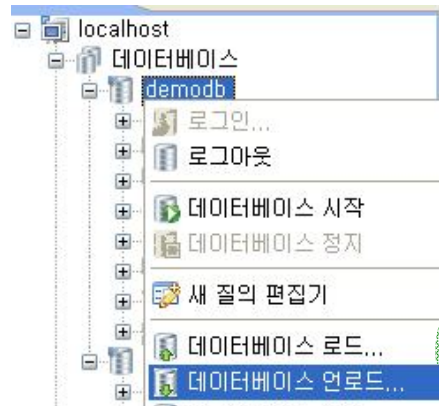 localhost
데이터베이스
demodb
로그인...
로그아웃
데이터베이스 시작
데이터베이스 정지
새 질의 편집기
데이터베이스 로드...
데이터베이스 언로드...